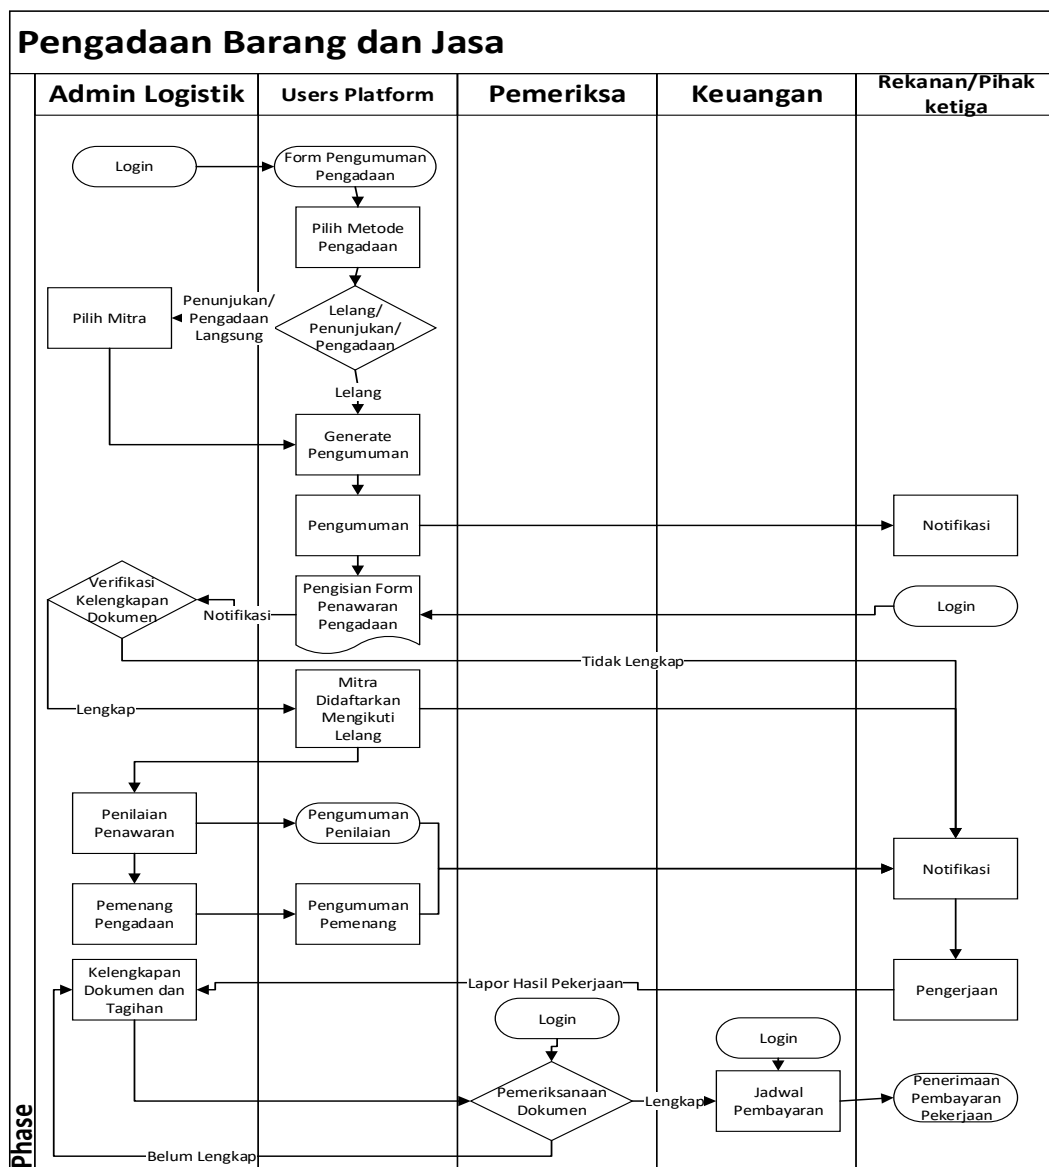 Pengadaan Barang dan Jasa
Admin Logistik
Users Platform
Pemeriksa
Keuangan
Rekanan/Pihak
ketiga
Login
Form Pengumuman
Pengadaan
Pilih Metode
Pengadaan
Pilih Mitra
Penunjukan/
Pengadaan
Langsung
Lelang/
Penunjukan/
Pengadaan
Lelang
Generate
Pengumuman
Pengumuman
Notifikasi
Verifikasi
Kelengkapan
Dokumen
Notifikasi
Pengisian Form
Penawaran
Pengadaan
Login
Tidak Lengkap
Lengkap
Mitra
Didaftarkan
Mengikuti
Lelang
Penilaian
Penawaran
Pengumuman
Penilaian
Notifikasi
Pemenang
Pengadaan
Pengumuman
Pemenang
Kelengkapan
Dokumen dan
Tagihan
Lapor Hasil Pekerjaan
Pengerjaan
Login
Login
Pemeriksanaan
Dokumen
Lengkap
Jadwal
Pembayaran
Penerimaan
Pembayaran
Pekerjaan
Belum Lengkap
Phase